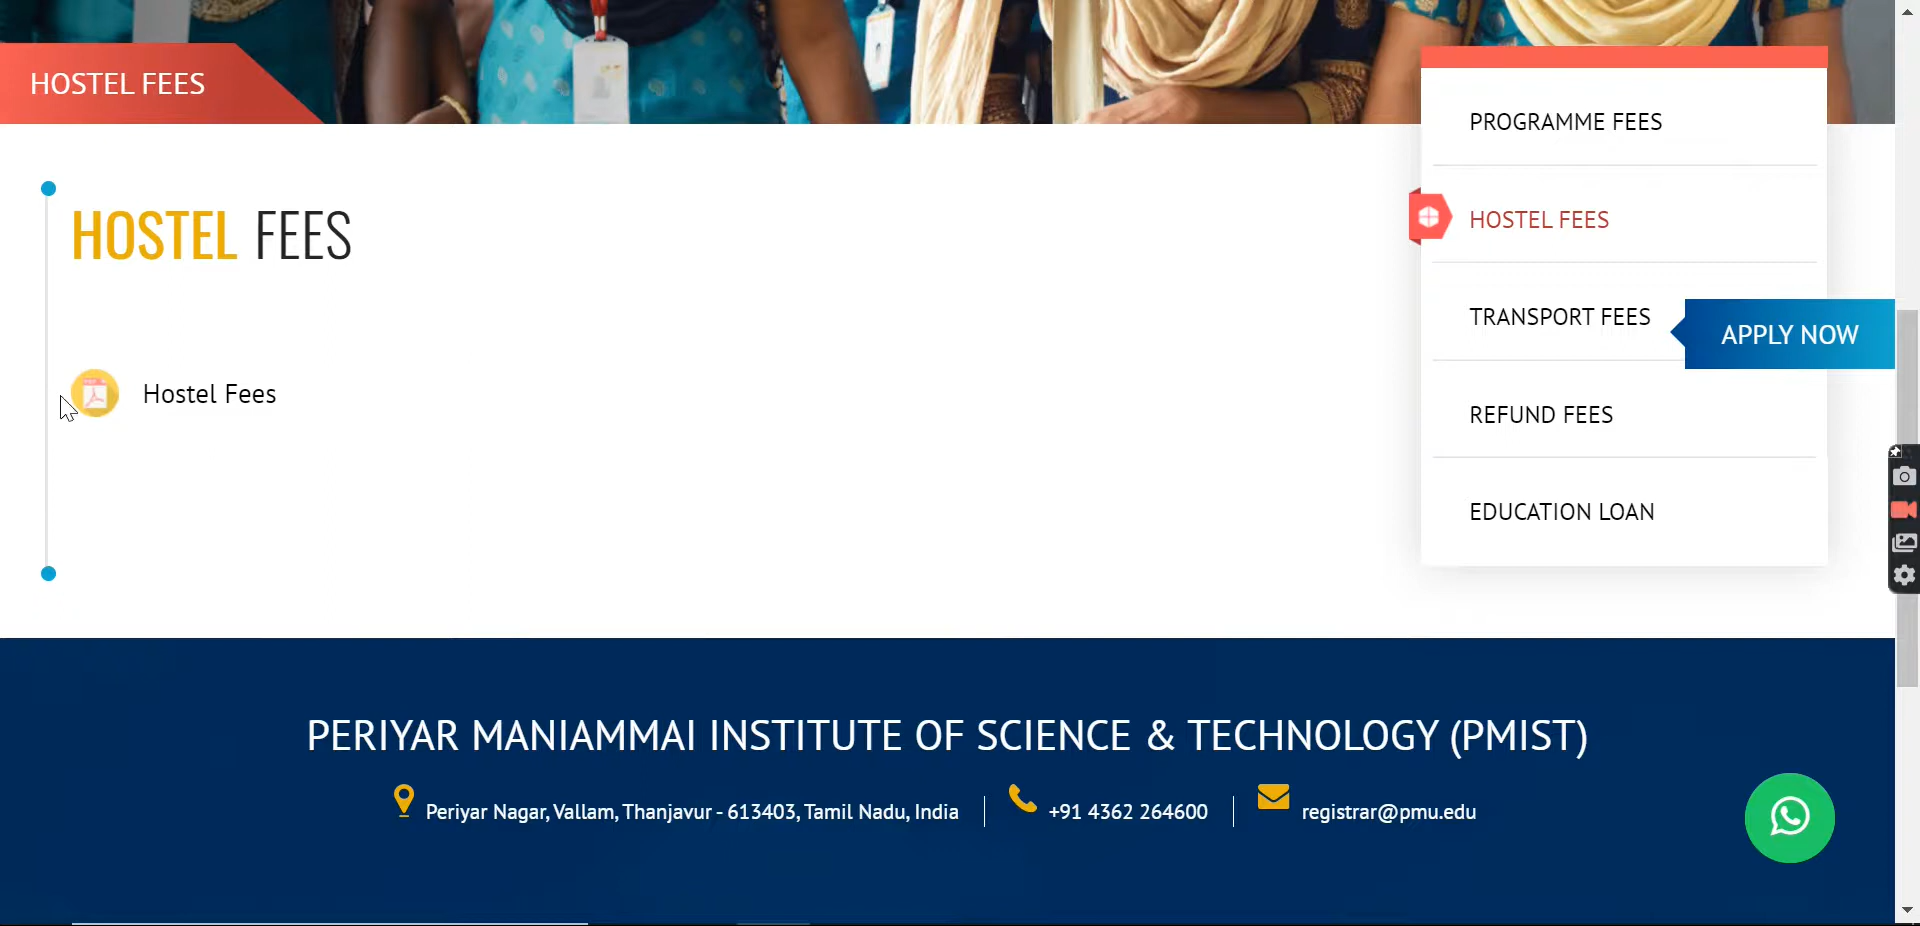 HOSTEL FEES
PROGRAMME FEES
HOSTEL FEES
TRANSPORT FEES
APPLY NOW
REFUND FEES
EDUCATION LOAN
HOSTEL FEES
Hostel Fees
PERIYAR MANIAMMAI INSTITUTE OF SCIENCE & TECHNOLOGY (PMIST)
Periyar Nagar, Vallam, Thanjavur - 613403, Tamil Nadu, India
+91 4362 264600
registrar@pmu.edu